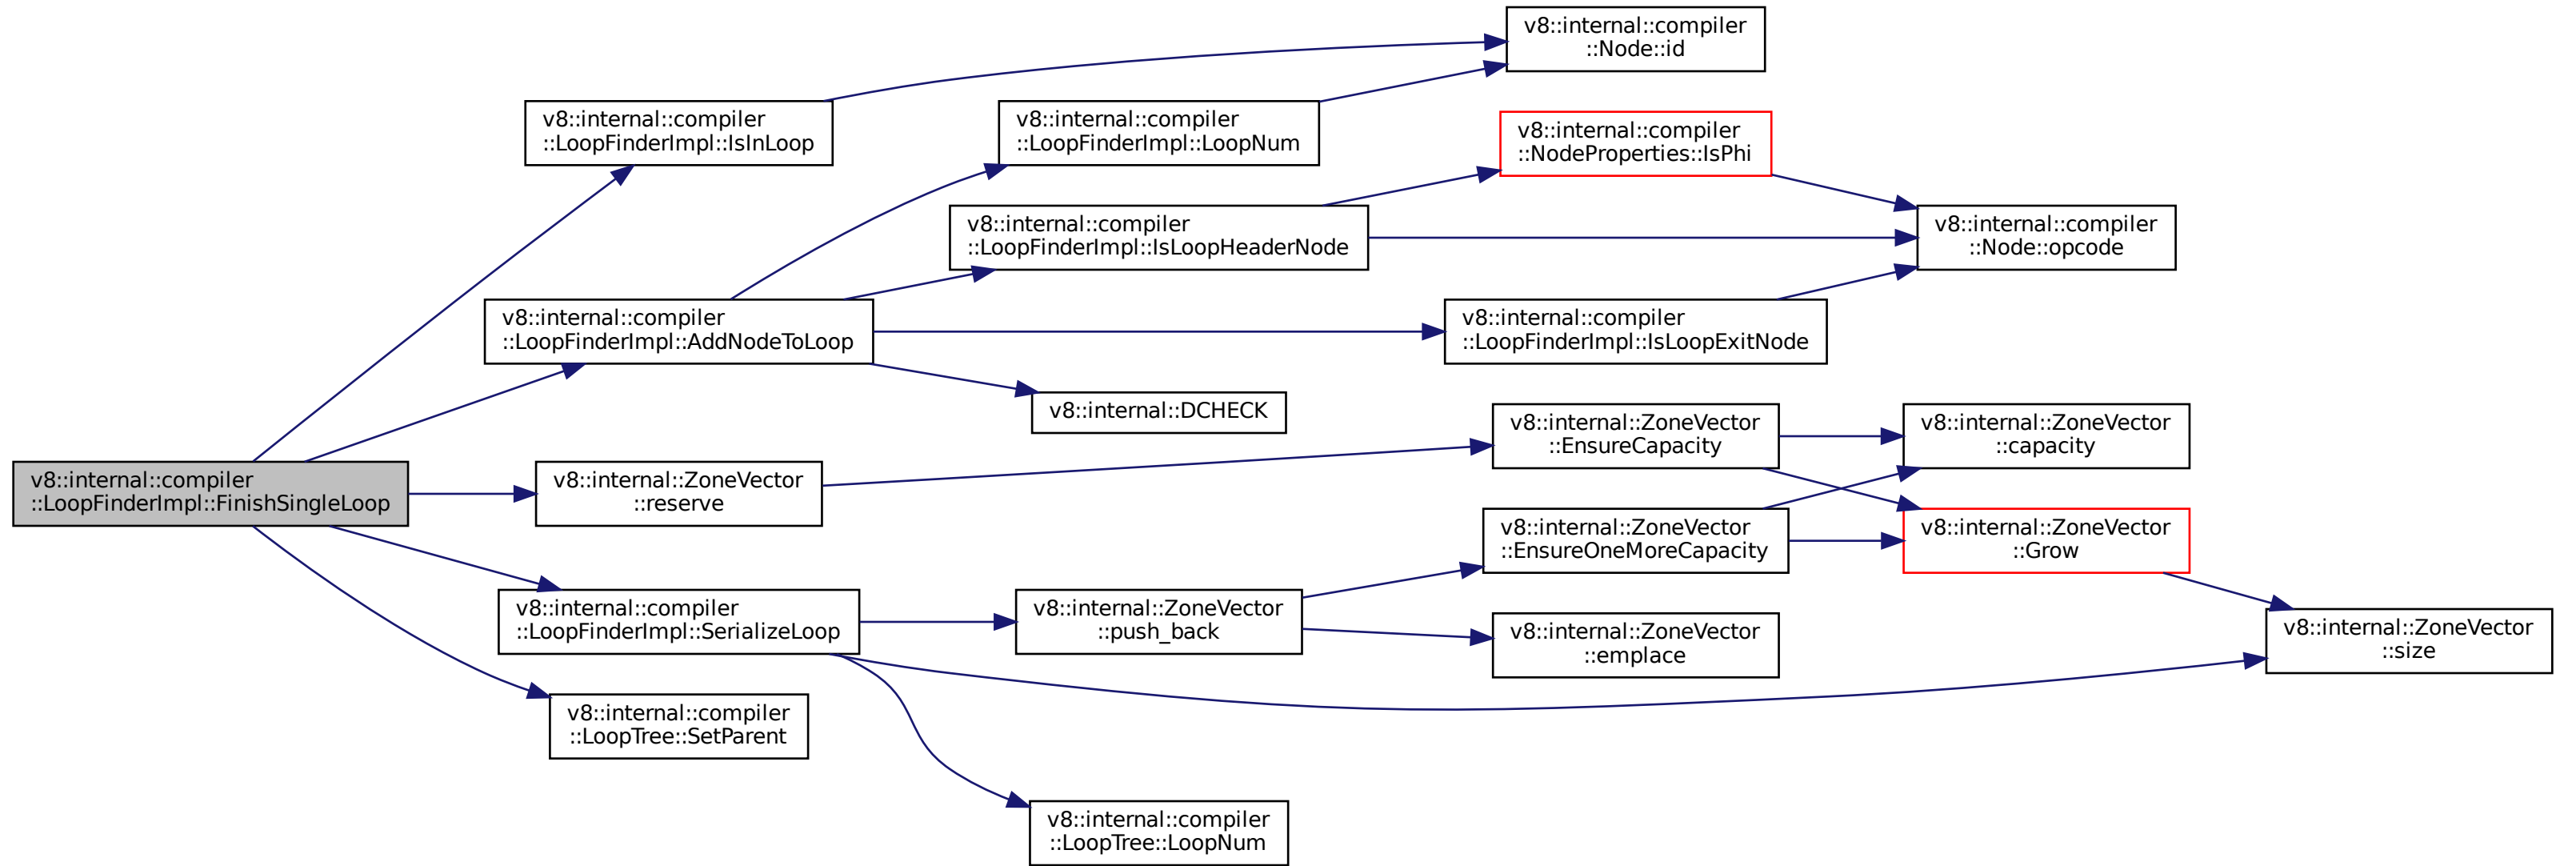 v8::internal::compiler
::LoopFinderImpl::FinishSingleLoop
v8::internal::compiler
::LoopFinderImpl::IsInLoop
v8::internal::compiler
::Node::id
v8::internal::compiler
::LoopFinderImpl::AddNodeToLoop
v8::internal::compiler
::LoopFinderImpl::LoopNum
v8::internal::compiler
::LoopFinderImpl::IsLoopHeaderNode
v8::internal::compiler
::NodeProperties::IsPhi
v8::internal::compiler
::Node::opcode
v8::internal::compiler
::LoopFinderImpl::IsLoopExitNode
v8::internal::DCHECK
v8::internal::ZoneVector
::reserve
v8::internal::ZoneVector
::EnsureCapacity
v8::internal::ZoneVector
::capacity
v8::internal::ZoneVector
::Grow
v8::internal::ZoneVector
::size
v8::internal::compiler
::LoopFinderImpl::SerializeLoop
v8::internal::ZoneVector
::push_back
v8::internal::ZoneVector
::EnsureOneMoreCapacity
v8::internal::ZoneVector
::emplace
v8::internal::compiler
::LoopTree::SetParent
v8::internal::compiler
::LoopTree::LoopNum